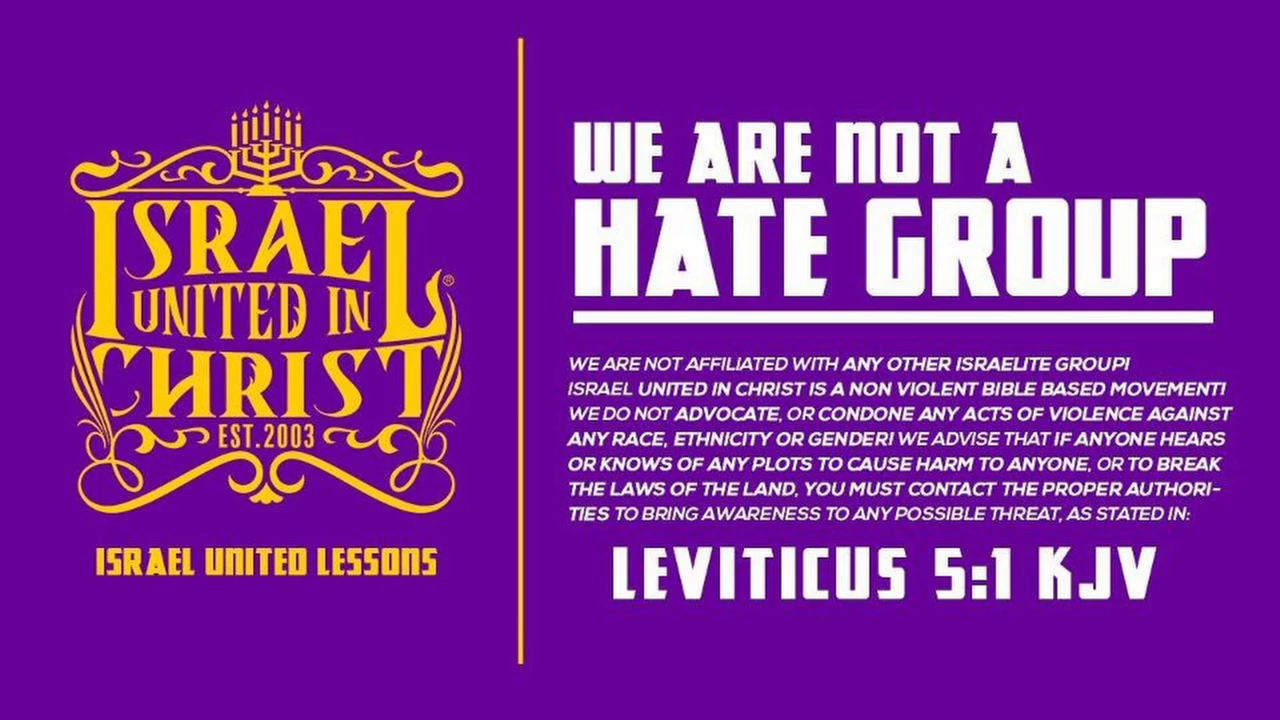 ISRAEL
UNITED IN
CHRIST
EST. 2003
®
ISRAEL UNITED LESSONS
WE ARE NOT A
HATE GROUP
WE ARE NOT AFFILIATED WITH ANY OTHER ISRAELITE GROUP!
ISRAEL UNITED IN CHRIST IS A NON VIOLENT BIBLE BASED MOVEMENT!
WE DO NOT ADVOCATE, OR CONDONE ANY ACTS OF VIOLENCE AGAINST
ANY RACE, ETHNICITY OR GENDER! WE ADVISE THAT IF ANYONE HEARS
OR KNOWS OF ANY PLOTS TO CAUSE HARM TO ANYONE, OR TO BREAK
THE LAWS OF THE LAND, YOU MUST CONTACT THE PROPER AUTHORI-
TIES TO BRING AWARENESS TO ANY POSSIBLE THREAT, AS STATED IN:
LEVITICUS 5:1 KJV